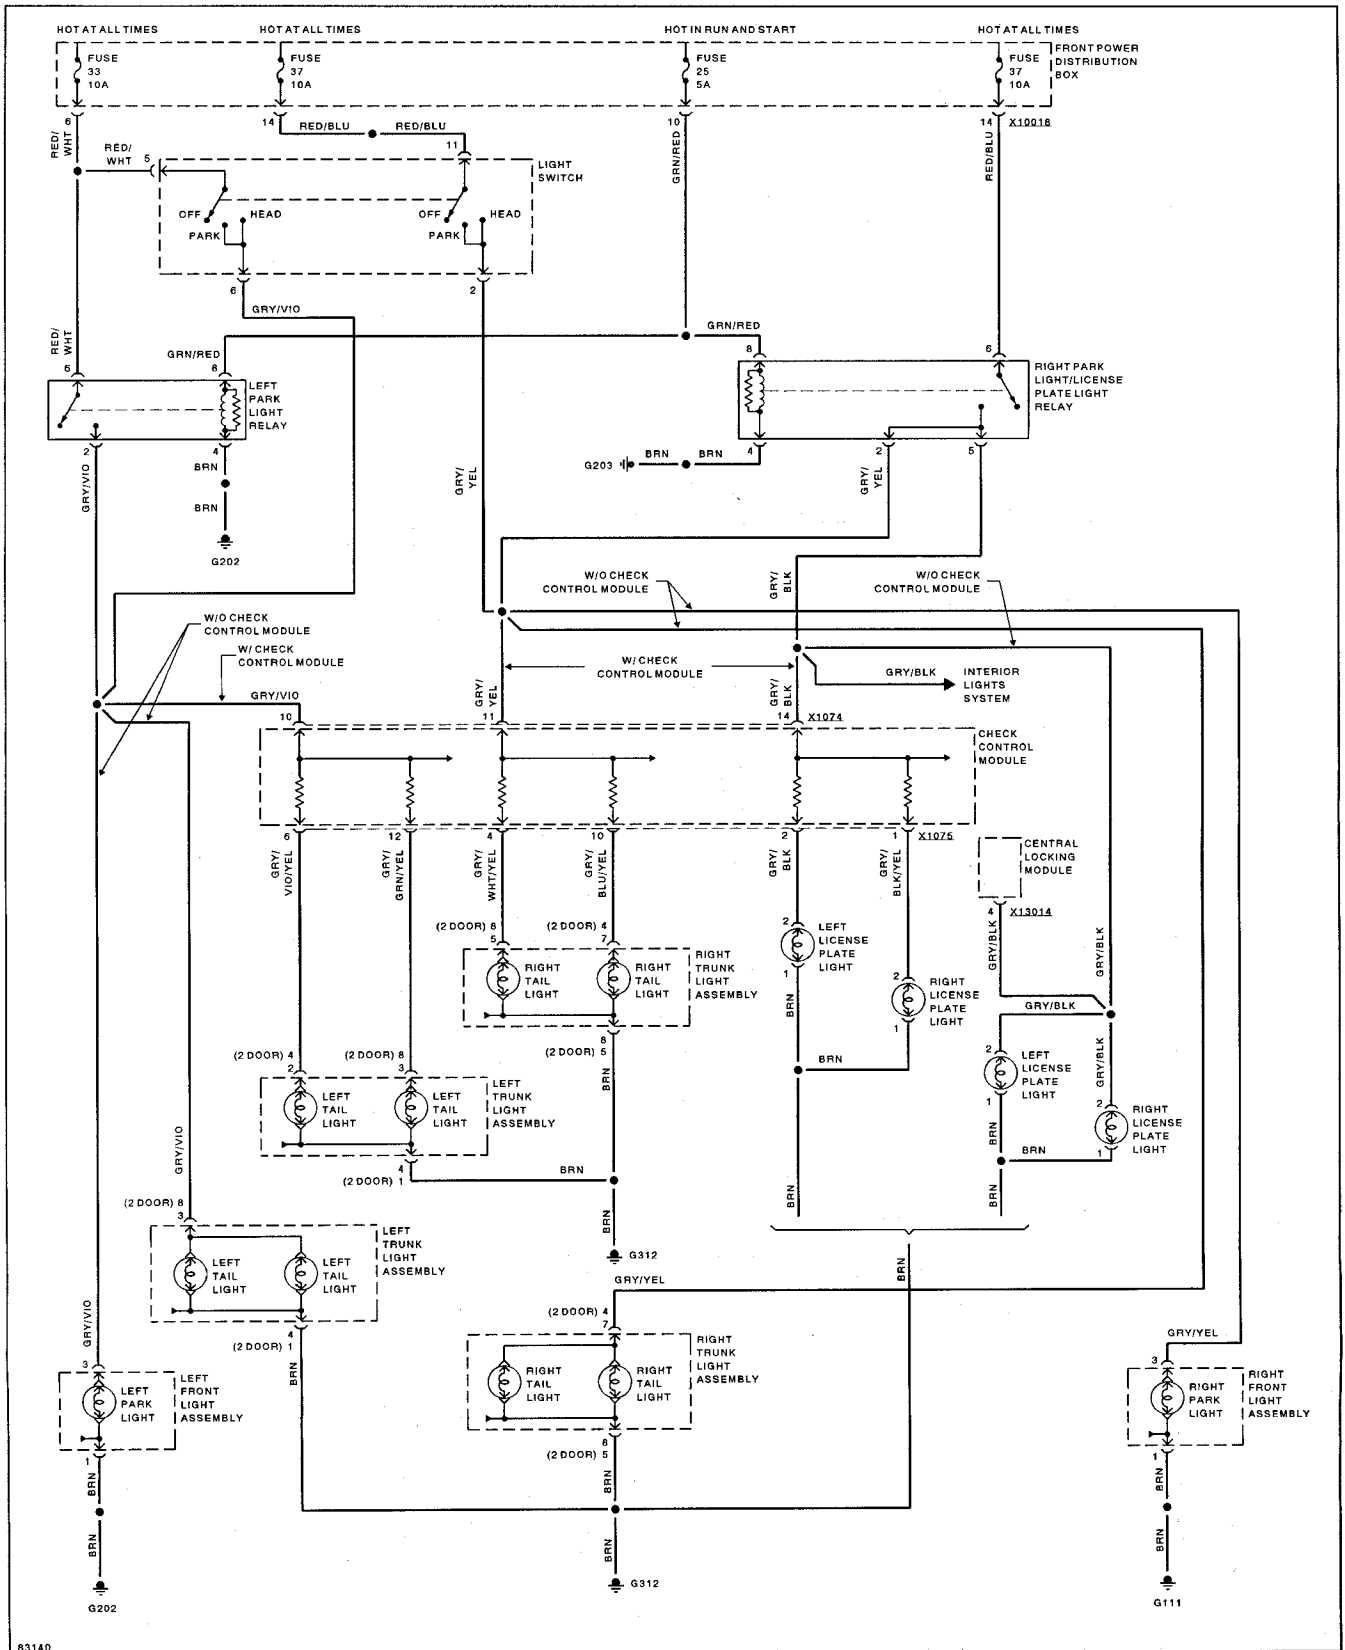 HOT AT ALL TIMES
HOT AT ALL TIMES
HOT IN RUN AND START
HOT AT ALL TIMES
FUSE
33
10A
FUSE
37
10A
FUSE
25
5A
FUSE
37
10A
FRONT POWER
DISTRIBUTION
BOX
6
14
10
14
X10018
RED/
WHT
RED/BLU
RED/BLU
GRN/RED
RED/BLU
RED/
WHT
5
11
LIGHT
SWITCH
OFF
HEAD
PARK
OFF
HEAD
PARK
6
2
GRY/VIO
RED/
WHT
GRN/RED
GRN/RED
6
8
8
6
LEFT
PARK
LIGHT
RELAY
RIGHT PARK
LIGHT/LICENSE
PLATE LIGHT
RELAY
2
4
4
2
5
GRY/VIO
BRN
BRN
G202
GRY/
YEL
G203
BRN
BRN
GRY/
YEL
W/O CHECK
CONTROL MODULE
GRY/
BLK
W/O CHECK
CONTROL MODULE
W/O CHECK
CONTROL MODULE
W/ CHECK
CONTROL MODULE
W/ CHECK
CONTROL MODULE
GRY/BLK
INTERIOR
LIGHTS
SYSTEM
GRY/VIO
GRY/
YEL
GRY/
BLK
10
11
14
X1074
CHECK
CONTROL
MODULE
6
12
4
10
2
1
X1075
GRY/
VIO/YEL
GRY/
GRN/YEL
GRY/
WHT/YEL
GRY/
BLU/YEL
GRY/
BLK
GRY/
BLK/YEL
CENTRAL
LOCKING
MODULE
4
X13014
GRY/BLK
GRY/BLK
(2 DOOR) 8
5
(2 DOOR) 4
7
RIGHT
TAIL
LIGHT
RIGHT
TAIL
LIGHT
RIGHT
TRUNK
LIGHT
ASSEMBLY
2
LEFT
LICENSE
PLATE
LIGHT
1
BRN
2
RIGHT
LICENSE
PLATE
LIGHT
1
BRN
GRY/BLK
8
(2 DOOR) 5
BRN
(2 DOOR) 4
2
(2 DOOR) 8
3
LEFT
TAIL
LIGHT
LEFT
TAIL
LIGHT
LEFT
TRUNK
LIGHT
ASSEMBLY
2
LEFT
LICENSE
PLATE
LIGHT
1
GRY/BLK
2
RIGHT
LICENSE
PLATE
LIGHT
1
BRN
BRN
4
(2 DOOR) 1
BRN
BRN
G312
BRN
BRN
BRN
GRY/VIO
(2 DOOR) 8
3
LEFT
TAIL
LIGHT
LEFT
TAIL
LIGHT
LEFT
TRUNK
LIGHT
ASSEMBLY
4
(2 DOOR) 1
BRN
GRY/YEL
(2 DOOR) 4
7
RIGHT
TAIL
LIGHT
RIGHT
TAIL
LIGHT
RIGHT
TRUNK
LIGHT
ASSEMBLY
8
(2 DOOR) 5
BRN
BRN
G312
GRY/VIO
3
LEFT
PARK
LIGHT
LEFT
FRONT
LIGHT
ASSEMBLY
1
BRN
BRN
G202
GRY/YEL
3
RIGHT
PARK
LIGHT
RIGHT
FRONT
LIGHT
ASSEMBLY
1
BRN
BRN
G111
83140